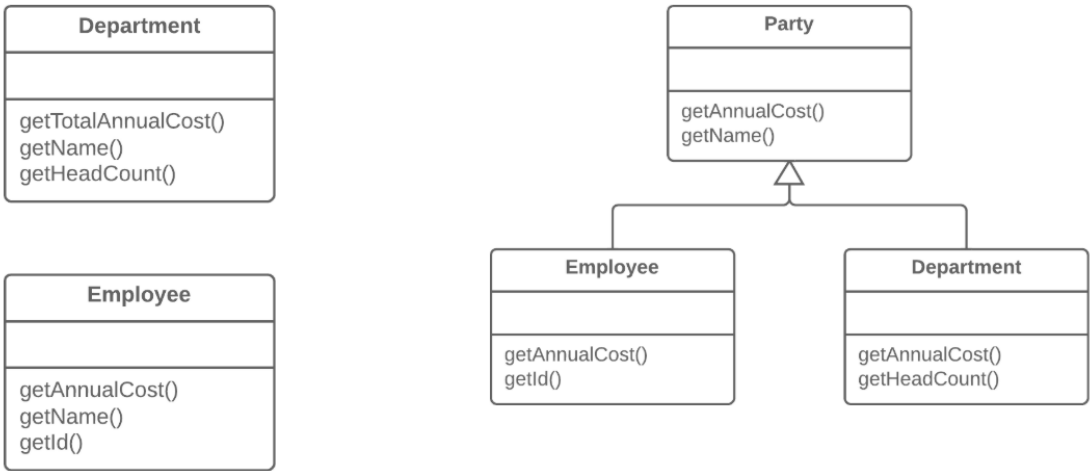 Department
getTotalAnnualCost()
getName()
getHeadCount()
Employee
getAnnualCost()
getName()
getId()
Party
getAnnualCost()
getName()
Employee
getAnnualCost()
getId()
Department
getAnnualCost()
getHeadCount()